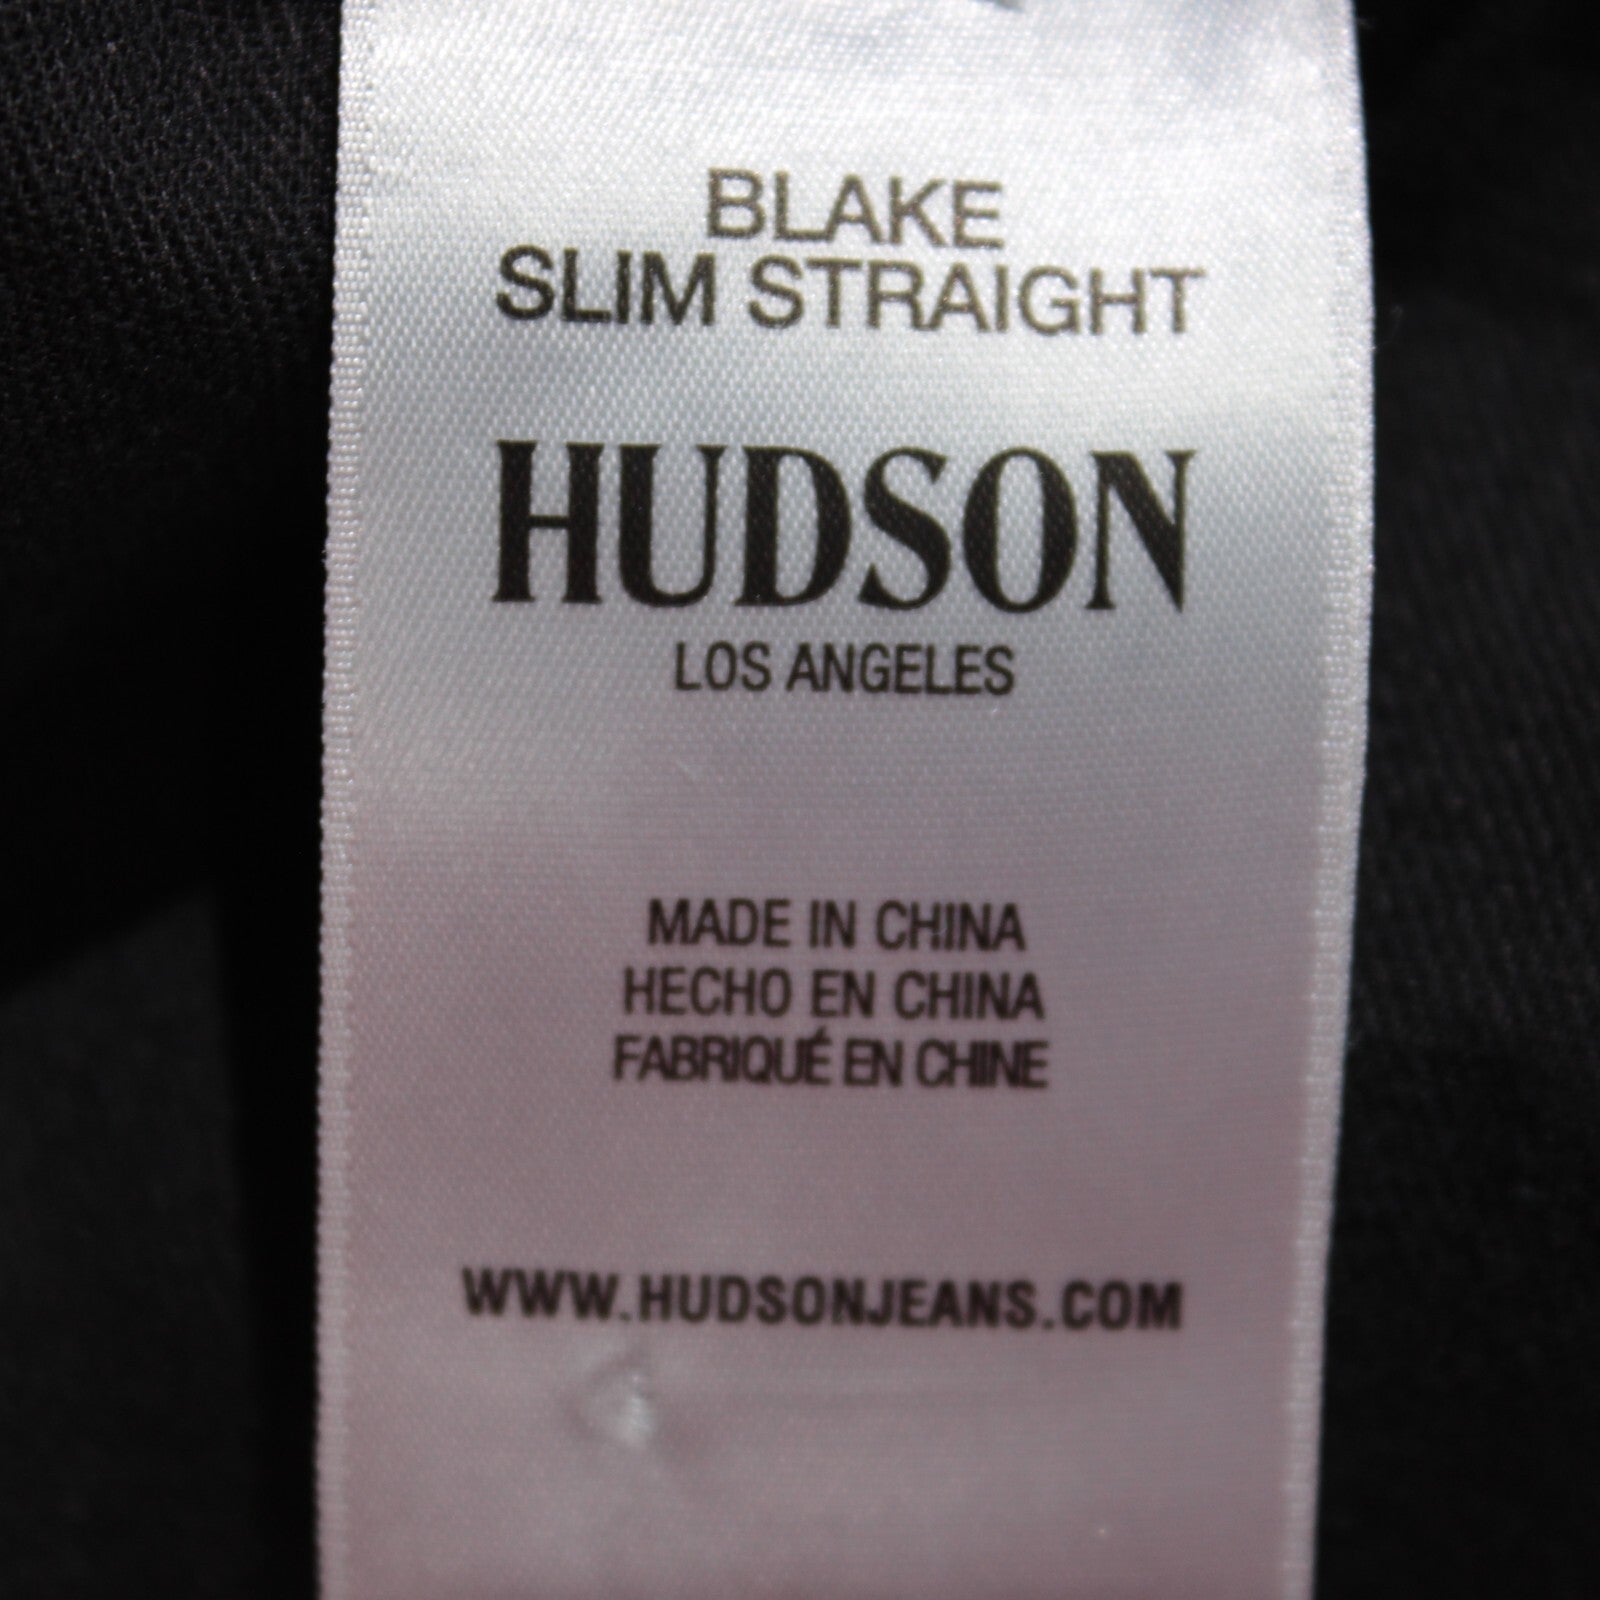 BLAKE
SLIM STRAIGHT
HUDSON
LOS ANGELES
MADE IN CHINA
HECHO EN CHINA
FABRIQUÉ EN CHINE
WWW.HUDSONJEANS.COM